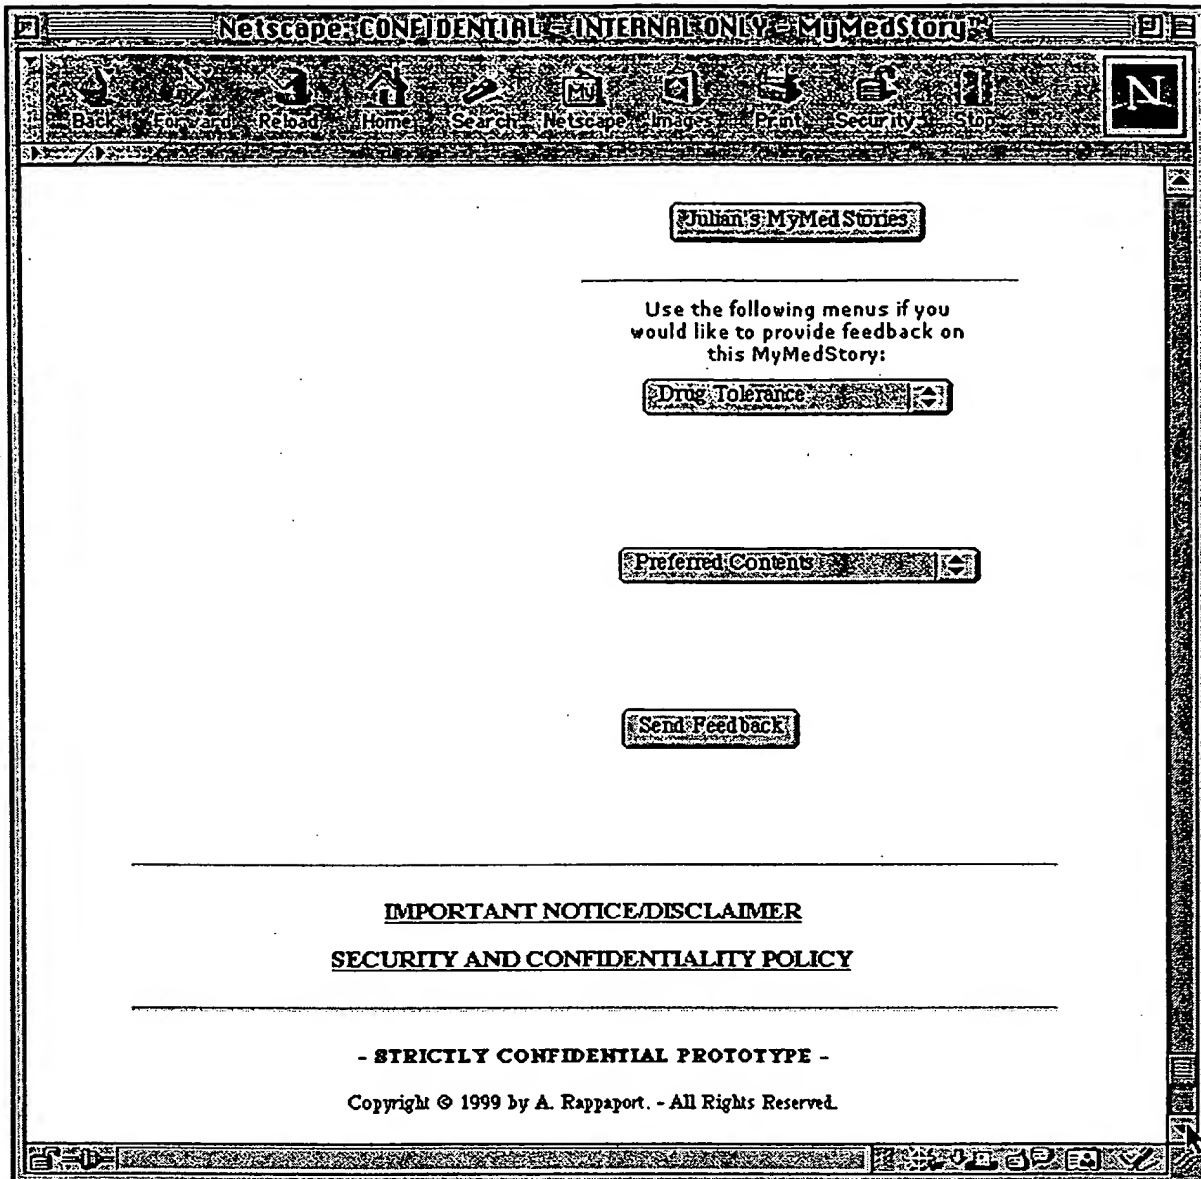 Netscape: CONFIDENTIAL - INTERNAL ONLY - MyMedStory
Back Forward Reload Home Search Netscape Images Print Security Stop
My
N
Julian's MyMedStories
Use the following menus if you
would like to provide feedback on
this MyMedStory:
Drug Tolerance
Preferred Contents
Send Feedback
IMPORTANT NOTICE/DISCLAIMER
SECURITY AND CONFIDENTIALITY POLICY
- STRICTLY CONFIDENTIAL PROTOTYPE -
Copyright © 1999 by A. Rappaport. - All Rights Reserved.